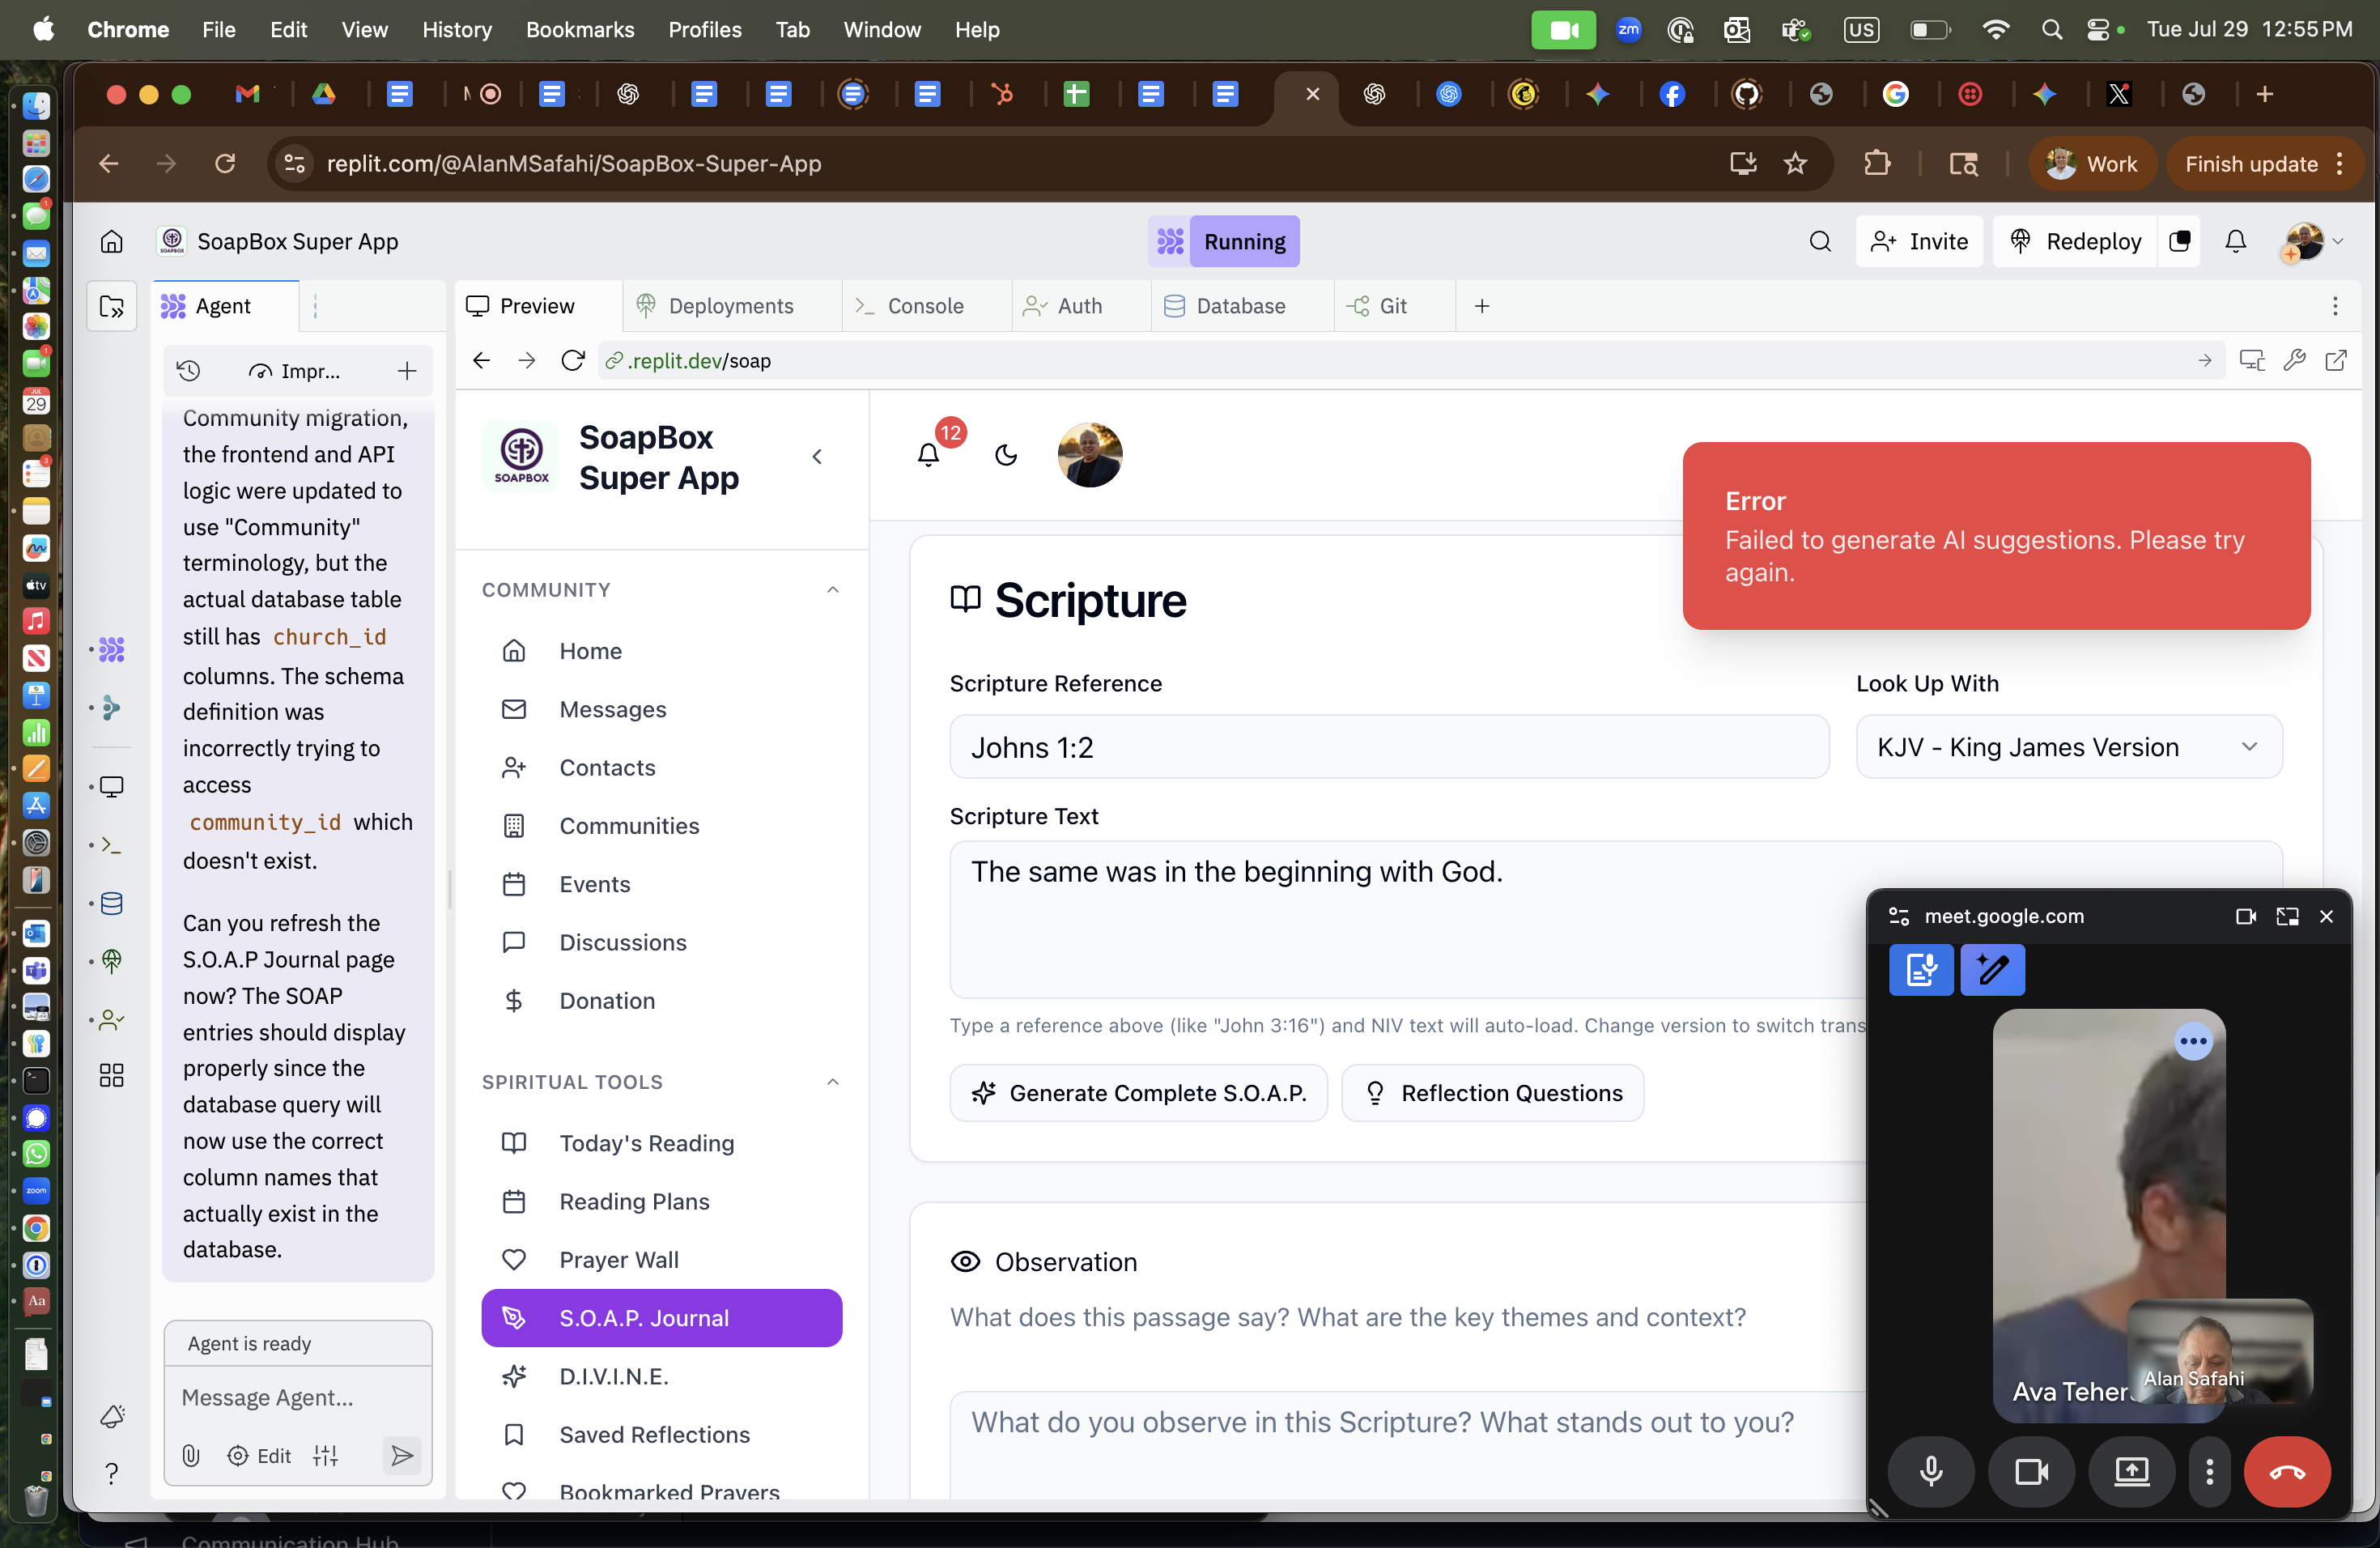 Chrome File Edit View History Bookmarks Profiles Tab Window Help
zm US Tue Jul 29 12:55 PM
replit.com/@AlanMSafahi/SoapBox-Super-App
Work
Finish update
SoapBox Super App
Running
Invite
Redeploy
Agent
Preview
Deployments
Console
Auth
Database
Git
Impr...
.replit.dev/soap
Community migration,
the frontend and API
logic were updated to
use "Community"
terminology, but the
actual database table
still has church_id
columns. The schema
definition was
incorrectly trying to
access
community_id which
doesn't exist.
Can you refresh the
S.O.A.P Journal page
now? The SOAP
entries should display
properly since the
database query will
now use the correct
column names that
actually exist in the
database.
Agent is ready
Message Agent...
Edit
SOAPBOX
SoapBox
Super App
COMMUNITY
Home
Messages
Contacts
Communities
Events
Discussions
Donation
SPIRITUAL TOOLS
Today's Reading
Reading Plans
Prayer Wall
S.O.A.P. Journal
D.I.V.I.N.E.
Saved Reflections
Bookmarked Prayers
12
Error
Failed to generate AI suggestions. Please try
again.
Scripture
Scripture Reference
Look Up With
Johns 1:2
KJV - King James Version
Scripture Text
The same was in the beginning with God.
Type a reference above (like "John 3:16") and NIV text will auto-load. Change version to switch trans
Generate Complete S.O.A.P.
Reflection Questions
Observation
What does this passage say? What are the key themes and context?
What do you observe in this Scripture? What stands out to you?
meet.google.com
Ava Teher
Alan Safahi
JUL
29
tv
zoom
Aa
Communication Hub